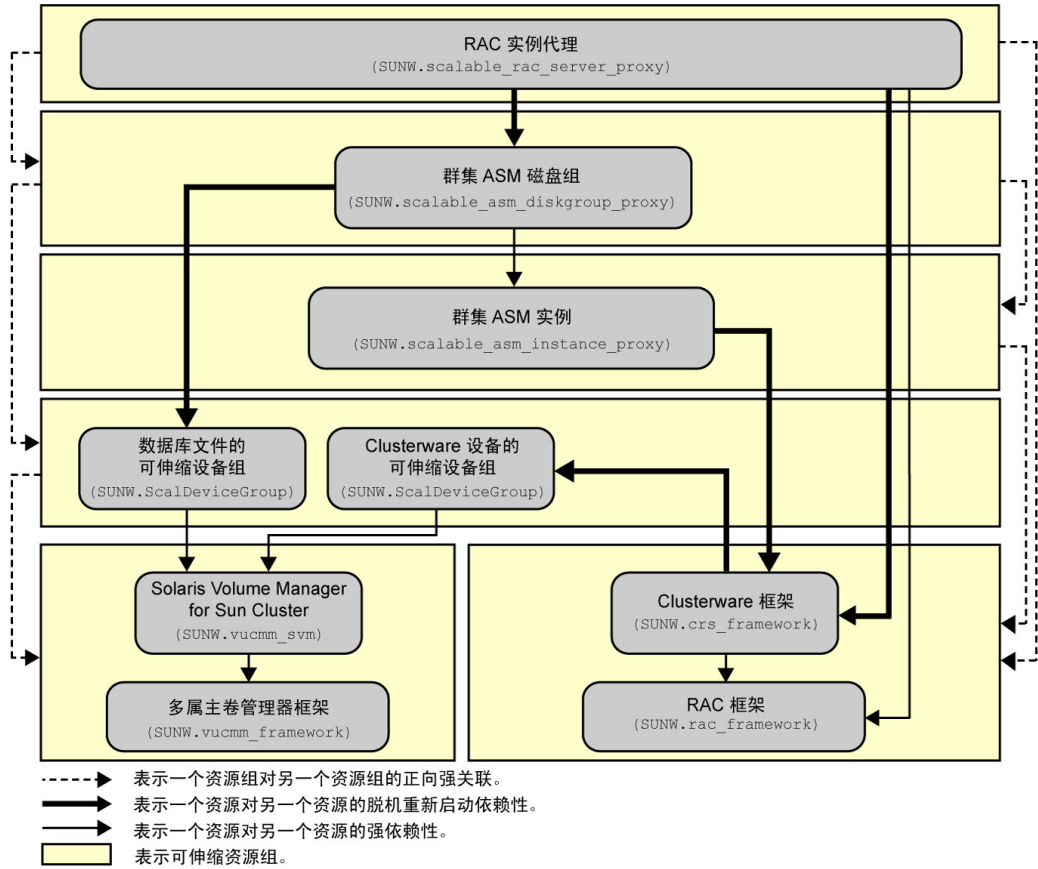 RAC 实例代理
(SUNW.scalable_rac_server_proxy)
群集 ASM 磁盘组
(SUNW.scalable_asm_diskgroup_proxy)
群集 ASM 实例
(SUNW.scalable_asm_instance_proxy)
数据库文件的
可伸缩设备组
(SUNW.ScalDeviceGroup)
Clusterware 设备的
可伸缩设备组
(SUNW.ScalDeviceGroup)
Solaris Volume Manager
for Sun Cluster
(SUNW.vucmm_svm)
多属主卷管理器框架
(SUNW.vucmm_framework)
Clusterware 框架
(SUNW.crs_framework)
RAC 框架
(SUNW.rac_framework)
表示一个资源组对另一个资源组的正向强关联。
表示一个资源对另一个资源的脱机重新启动依赖性。
表示一个资源对另一个资源的强依赖性。
表示可伸缩资源组。